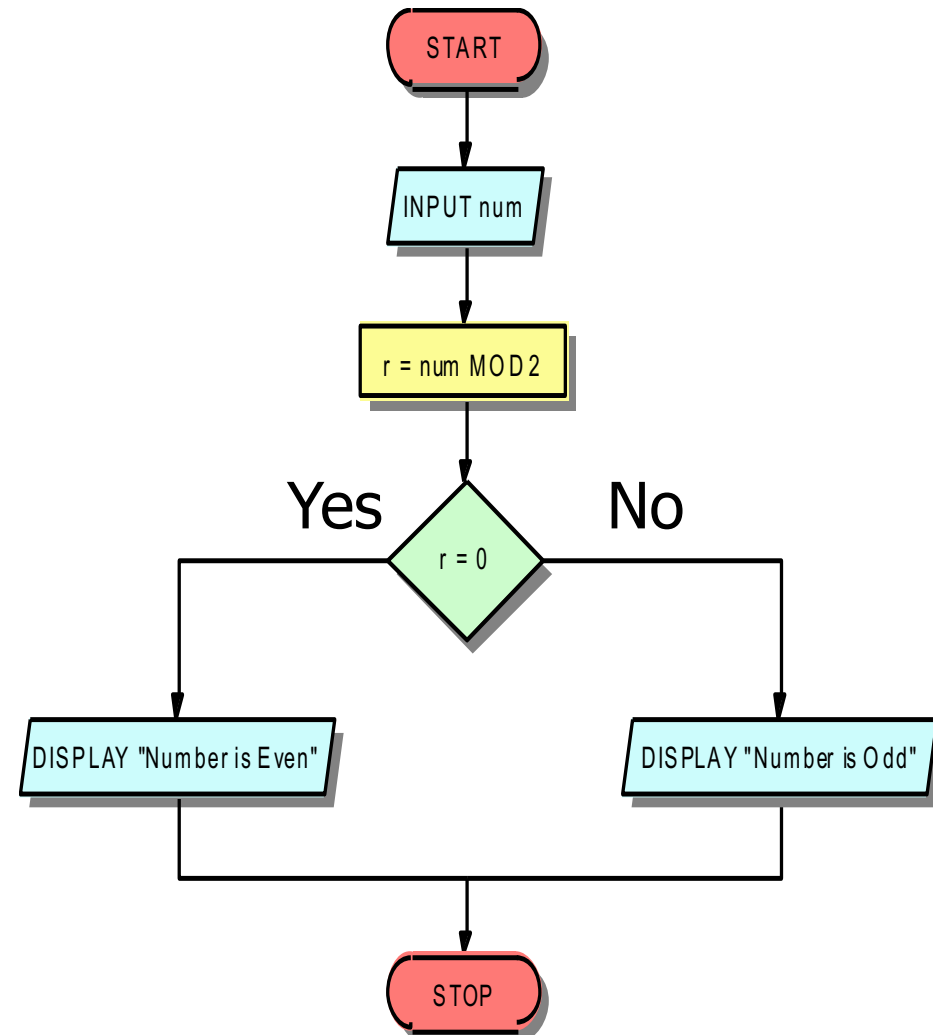 START
INPUT num
r = num MOD 2
Yes
No
r = 0
DISPLAY "Number is Even"
DISPLAY "Number is Odd"
STOP